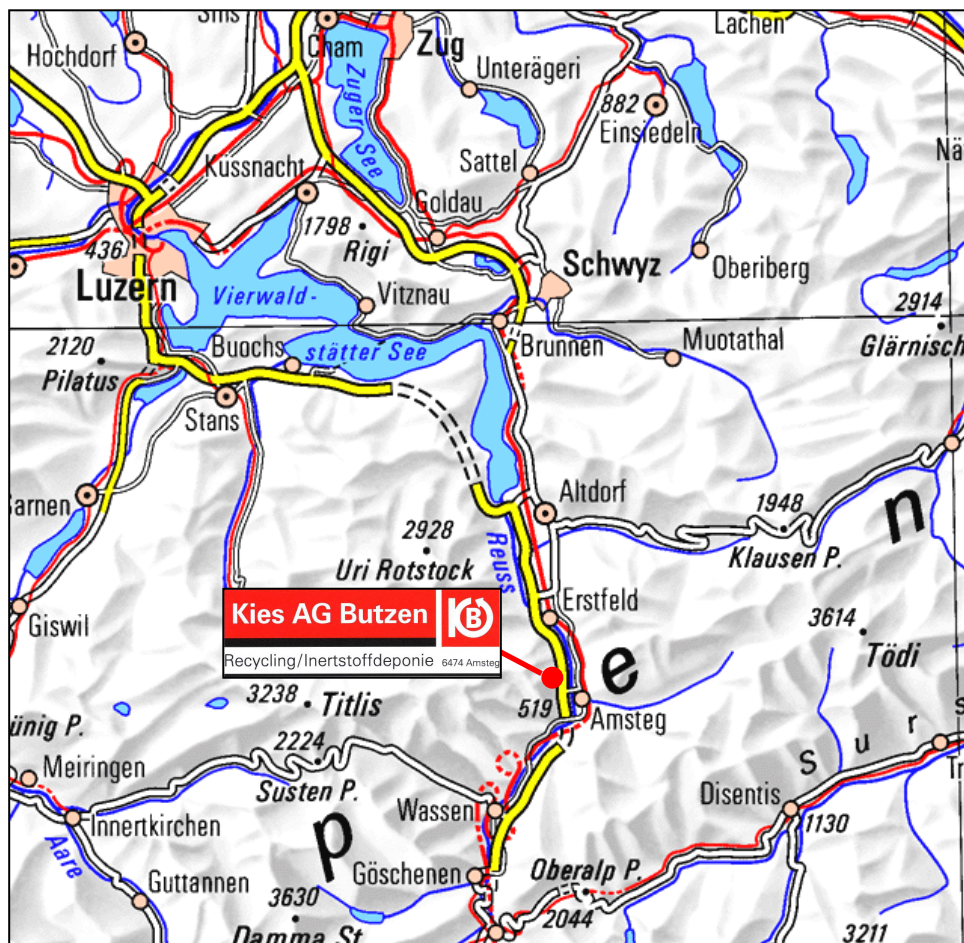 Sins
Lachen
Hochdorf
Cham
Zug
Zuger See
Unterägeri
882
Einsiedeln
Küssnacht
Sattel
Nä
Goldau
1798
Rigi
436
Luzern
Schwyz
Oberiberg
Vierwald-
Vitznau
2914
Glärnisch
2120
Pilatus
Buochs
stätter See
Brunnen
Muotathal
Stans
Sarnen
Altdorf
1948
Klausen P.
n
2928
Uri Rotstock
Reuss
Giswil
Kies AG Butzen
KB
Recycling/Inertstoffdeponie 6474 Amsteg
Erstfeld
3614
Tödi
e
3238
Titlis
519
Amsteg
ünig P.
2224
Susten P.
Meiringen
Surs
Tr
Wassen
Disentis
1130
Innertkirchen
p
Aare
Guttannen
Göschenen
Oberalp P.
2044
3630
Damma St.
3211